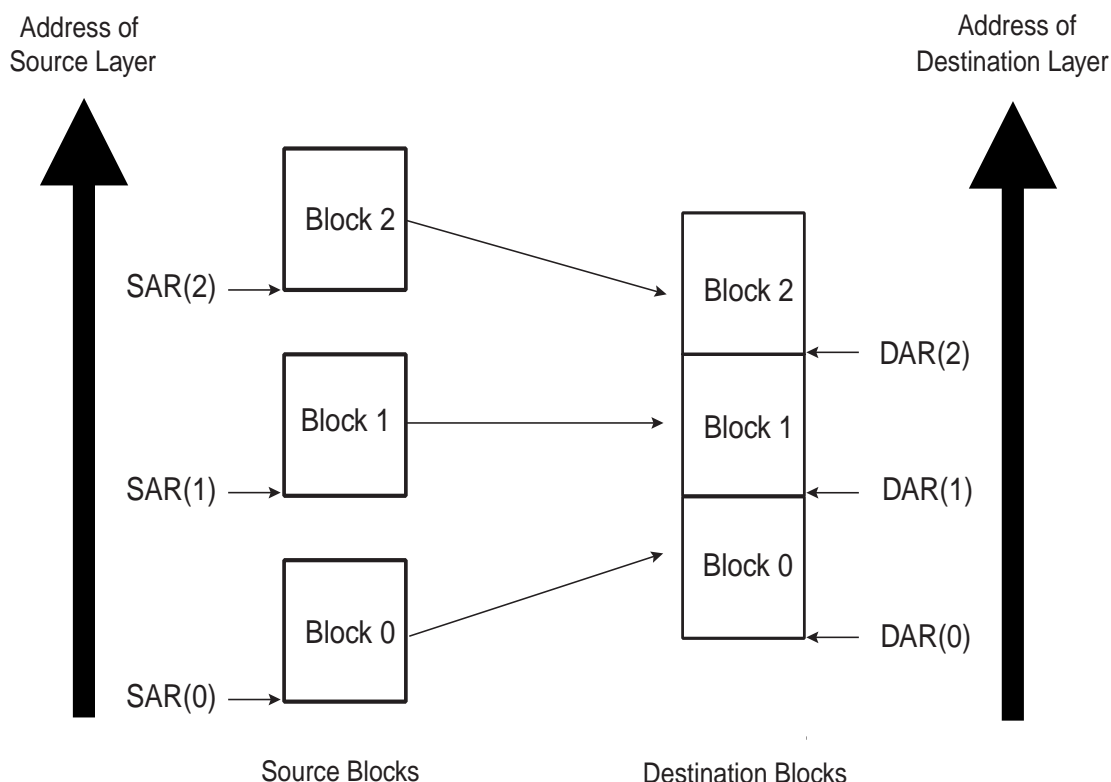 Address of
Source Layer
Address of
Destination Layer
Block 2
SAR(2)
Block 2
DAR(2)
Block 1
Block 1
SAR(1)
DAR(1)
Block 0
Block 0
DAR(0)
SAR(0)
Source Blocks
Destination Blocks